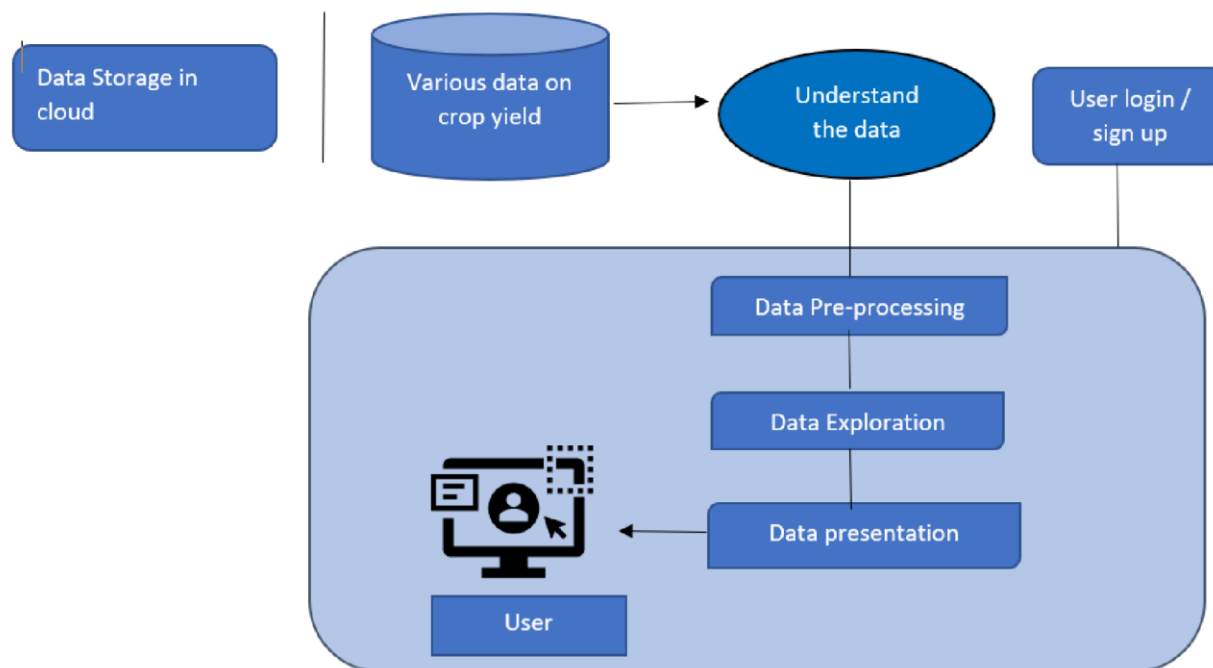 Data Storage in
cloud
Various data on
crop yield
Understand
the data
User login /
sign up
Data Pre-processing
Data Exploration
Data presentation
User